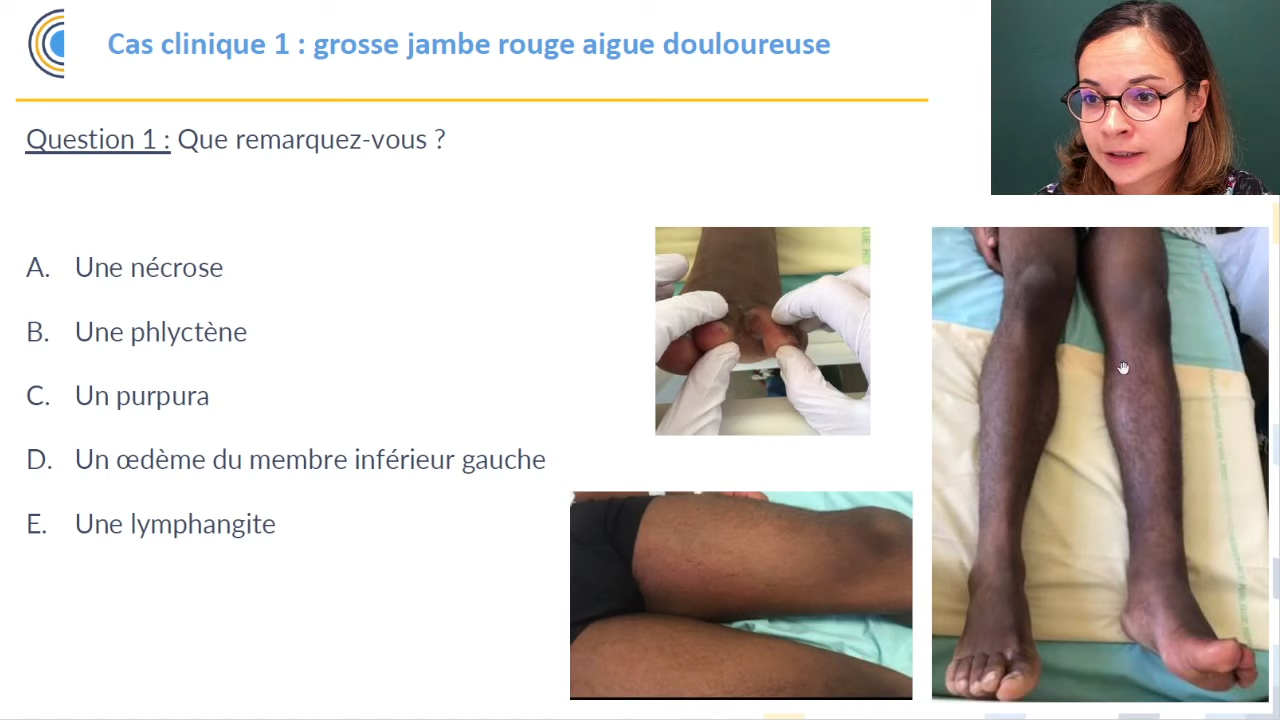 Cas clinique 1 : grosse jambe rouge aigue douloureuse
Question 1 : Que remarquez-vous ?
A. Une nécrose
B. Une phlyctène
C. Un purpura
D. Un œdème du membre inférieur gauche
E. Une lymphangite